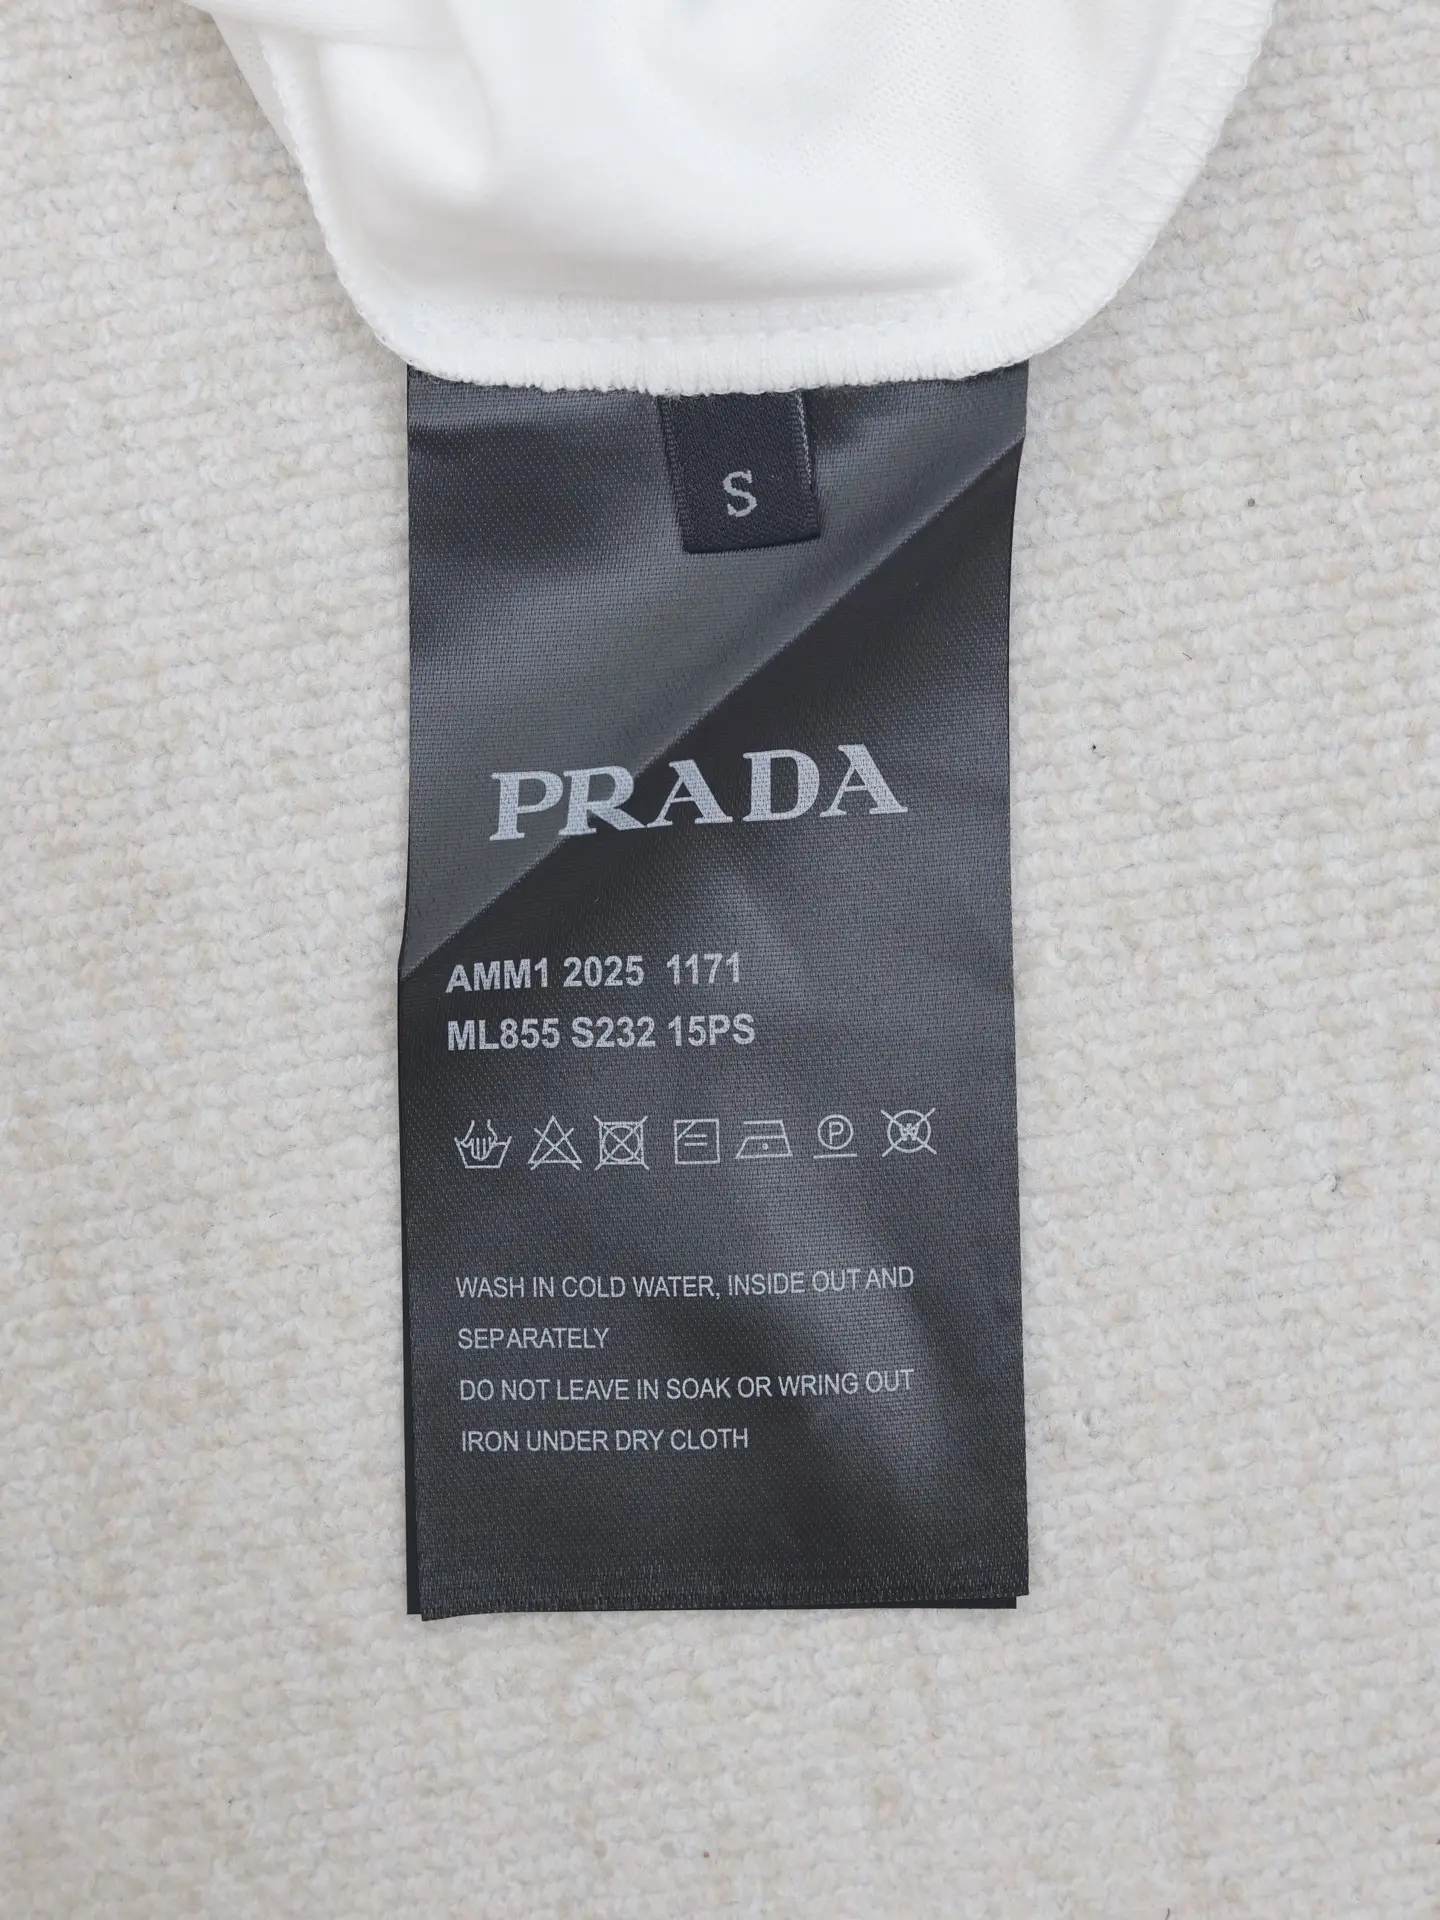 S
PRADA
AMM1 2025 1171
ML855 S232 15PS
P
W
WASH IN COLD WATER, INSIDE OUT AND
SEPARATELY
DO NOT LEAVE IN SOAK OR WRING OUT
IRON UNDER DRY CLOTH